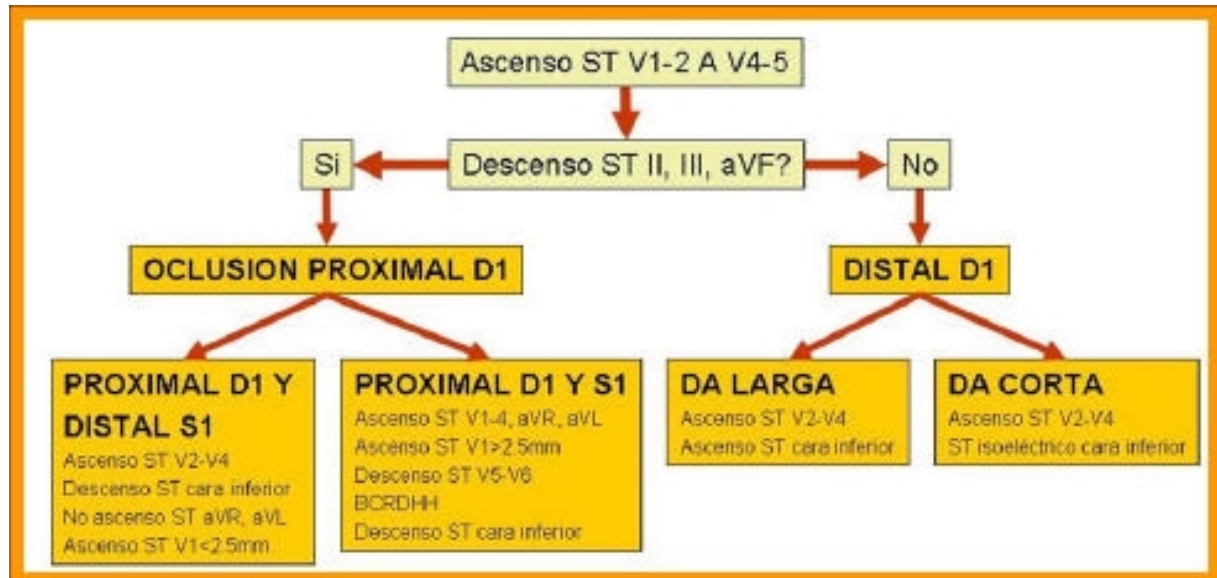 Ascenso ST V1-2 A V4-5
Si
Descenso ST II, III, aVF?
No
OCLUSION PROXIMAL D1
DISTAL D1
PROXIMAL D1 Y
DISTAL S1
Ascenso ST V2-V4
Descenso ST cara inferior
No ascenso ST aVR, aVL
Ascenso ST V1<2.5mm
PROXIMAL D1 Y S1
Ascenso ST V1-4, aVR, aVL
Ascenso ST V1>2.5mm
Descenso ST V5-V6
BCRDHH
Descenso ST cara inferior
DA LARGA
Ascenso ST V2-V4
Ascenso ST cara inferior
DA CORTA
Ascenso ST V2-V4
ST isoeléctrico cara inferior